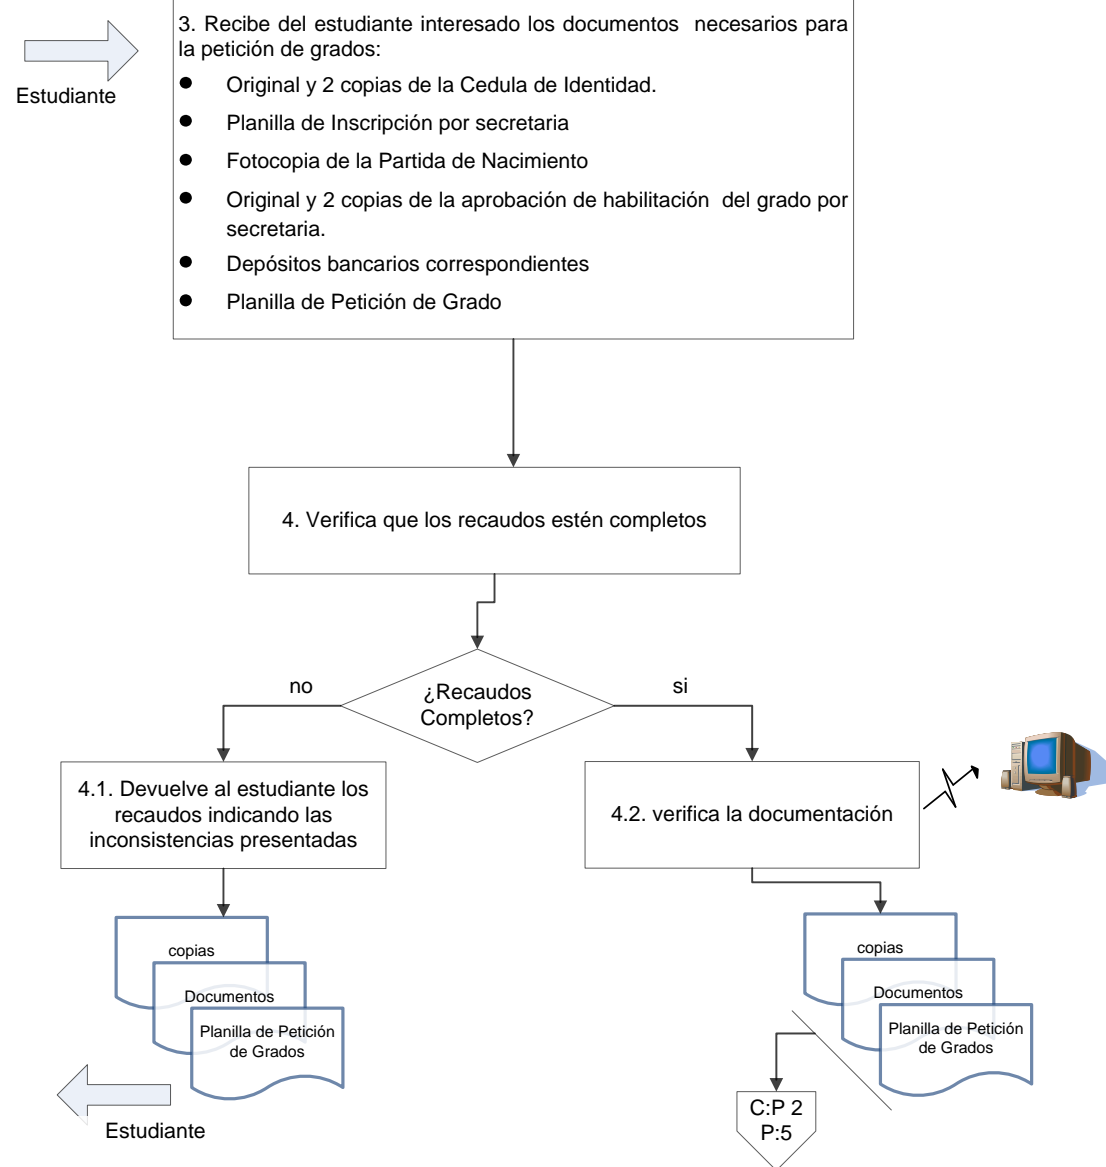 3. Recibe del estudiante interesado los documentos necesarios para
la petición de grados:
Estudiante
● Original y 2 copias de la Cedula de Identidad.
● Planilla de Inscripción por secretaria
● Fotocopia de la Partida de Nacimiento
● Original y 2 copias de la aprobación de habilitación del grado por
secretaria.
● Depósitos bancarios correspondientes
● Planilla de Petición de Grado
4. Verifica que los recaudos estén completos
no
¿Recaudos
Completos?
si
4.1. Devuelve al estudiante los
recaudos indicando las
inconsistencias presentadas
4.2. verifica la documentación
copias
Documentos
Planilla de Petición
de Grados
copias
Documentos
Planilla de Petición
de Grados
Estudiante
C:P 2
P:5